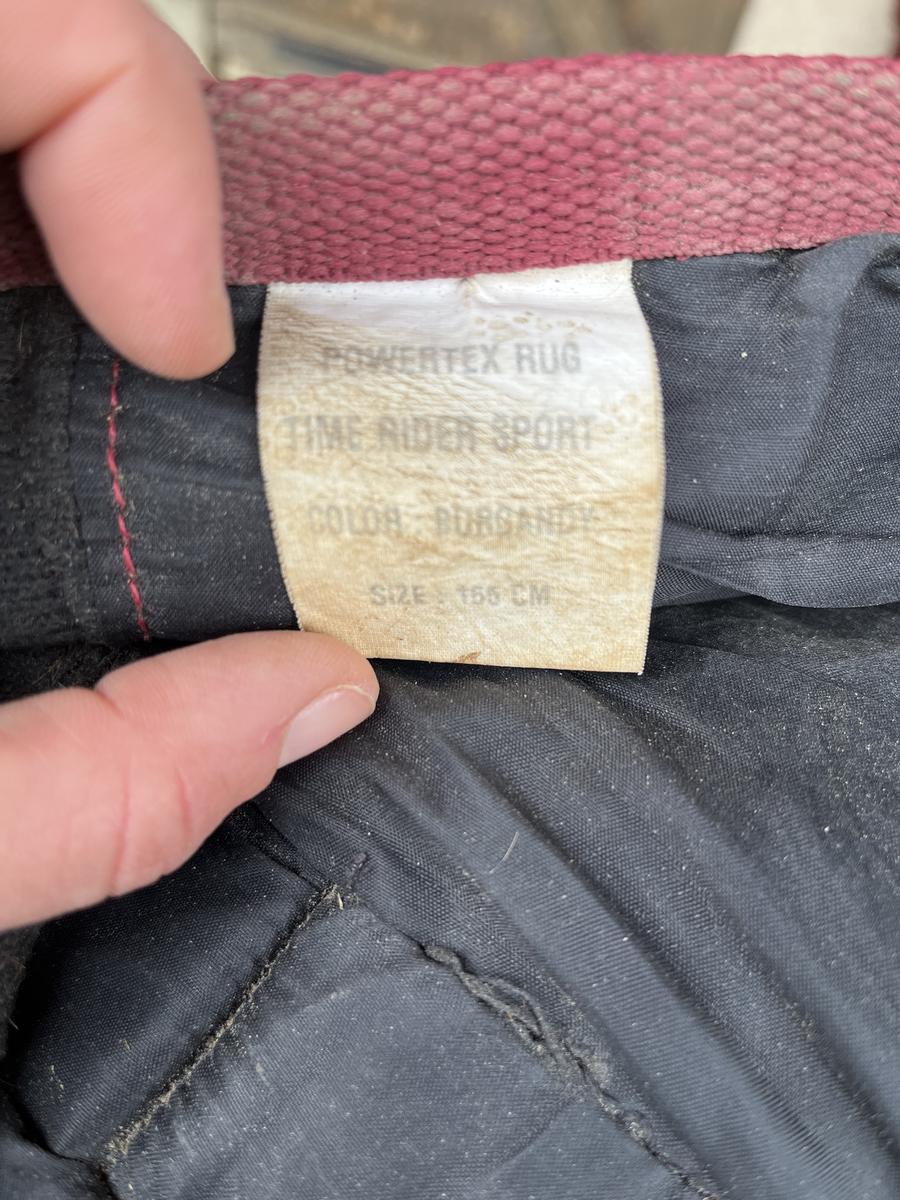 POWERTEX RUG
TIME RIDER SPORT
COLOR : BURGANDY
SIZE : 155 CM